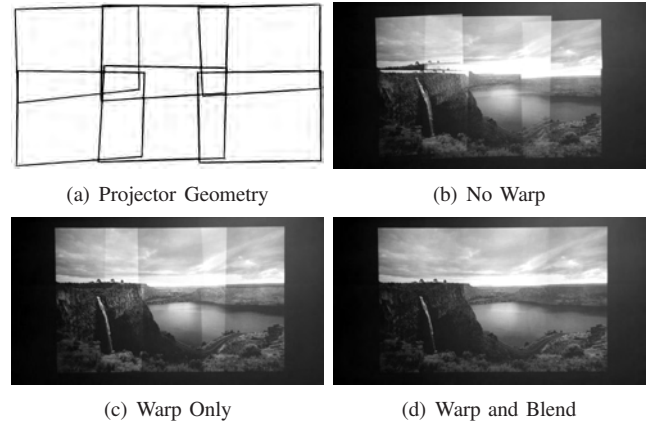 (a) Projector Geometry
(b) No Warp
(c) Warp Only
(d) Warp and Blend